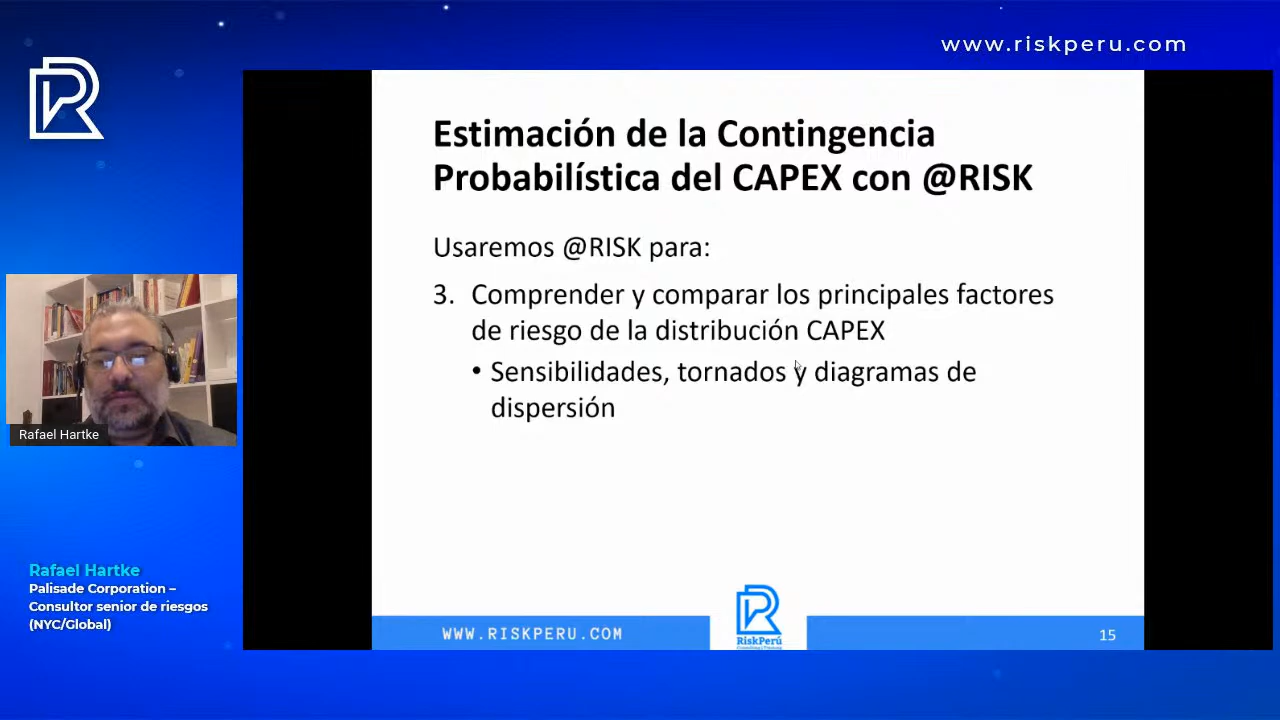 www.riskperu.com
Estimación de la Contingencia
Probabilística del CAPEX con @RISK
Usaremos @RISK para:
3. Comprender y comparar los principales factores
de riesgo de la distribución CAPEX
• Sensibilidades, tornados y diagramas de
dispersión
Rafael Hartke
Rafael Hartke
Palisade Corporation –
Consultor senior de riesgos
(NYC/Global)
WWW.RISKPERU.COM
RiskPerú
15